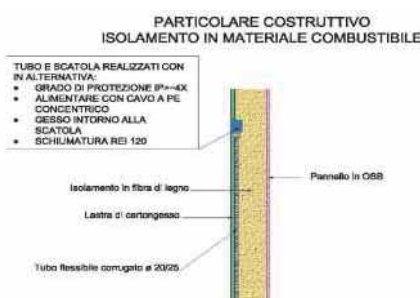 PARTICOLARE COSTRUTTIVO
ISOLAMENTO IN MATERIALE COMBUSTIBILE
TUBO E SCATOLA REALIZZATI CON
IN ALTERNATIVA:
• GRADO DI PROTEZIONE IP>=4X
• ALIMENTARE CON CAVO A PE
CONCENTRICO
• GESSO INTORNO ALLA
SCATOLA
• SCHIUMATURA REI 120
Isolamento in fibra di legno
Pannello in OSB
Lastra di cartongesso
Tubo flessibile corrugato ø 20/25